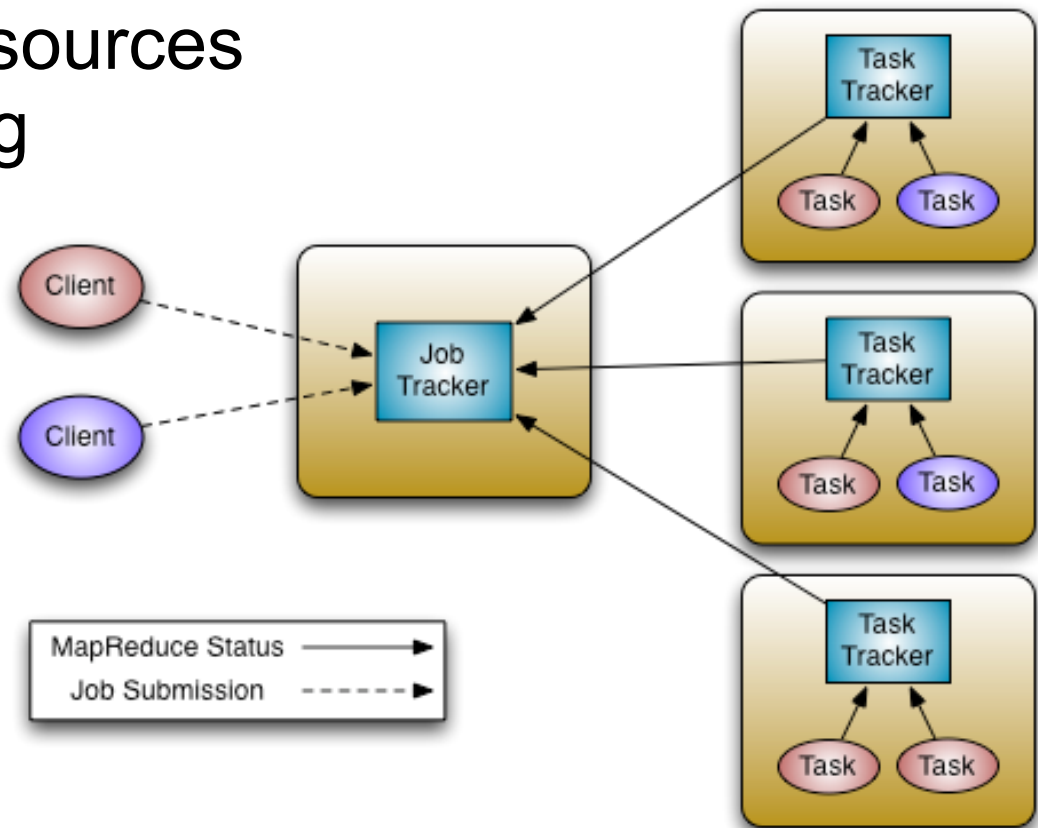 sources
g
Task
Tracker
Task
Task
Client
Job
Tracker
Client
Task
Tracker
Task
Task
MapReduce Status
Job Submission
Task
Tracker
Task
Task